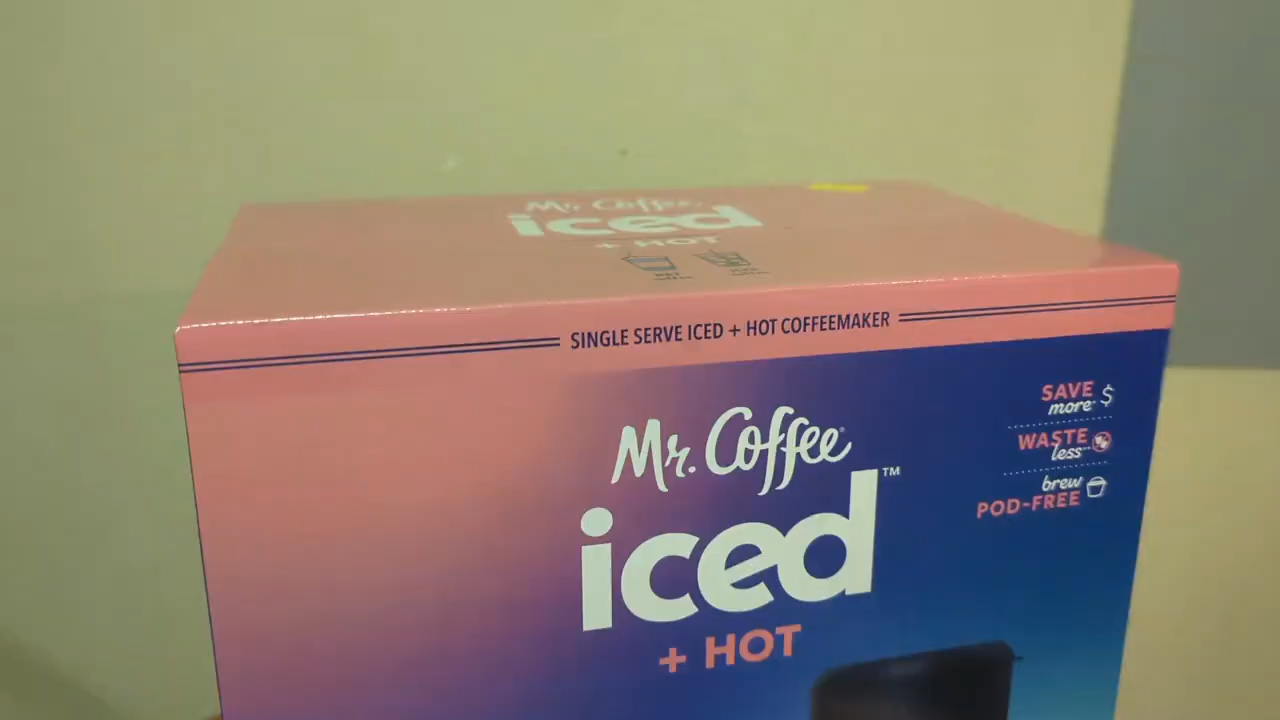 Mr. Coffee
iced
+ HOT
SINGLE SERVE ICED + HOT COFFEEMAKER
Mr. Coffee®
iced™
+ HOT
SAVE
more* $
WASTE
less**
brew
POD-FREE